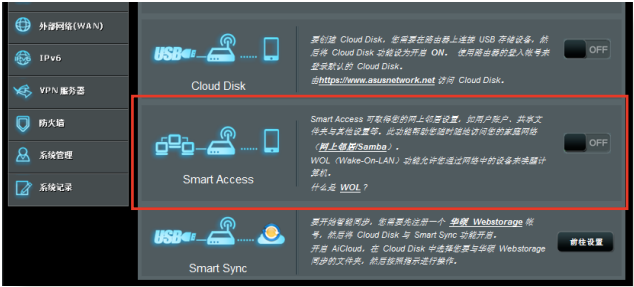 外部网络(WAN)
IPv6
VPN 服务器
防火墙
系统管理
系统记录
USB
Cloud Disk
要创建 Cloud Disk，您需要在路由器上连接 USB 存储设备，然
后将 Cloud Disk 功能设为开启 ON。 使用路由器的登入帐号来
登录默认的 Cloud Disk。
由https://www.asusnetwork.net 访问 Cloud Disk。
OFF
Smart Access
Smart Access 可取得您的网上邻居设置，如用户账户、共享文
件夹与其他设置等。此功能帮助您随时随地访问您的家庭网络
（网上邻居/Samba）。
WOL（Wake-On-LAN）功能允许您通过网络中的设备来唤醒计
算机。
什么是 WOL？
OFF
USB
Smart Sync
要开始智能同步，您需要先注册一个 华硕 Webstorage 帐
号，然后将 Cloud Disk 与 Smart Sync 功能开启。
开启 AiCloud，在 Cloud Disk 中选择您要与华硕 Webstorage
同步的文件夹，然后按照指示进行操作。
前往设置